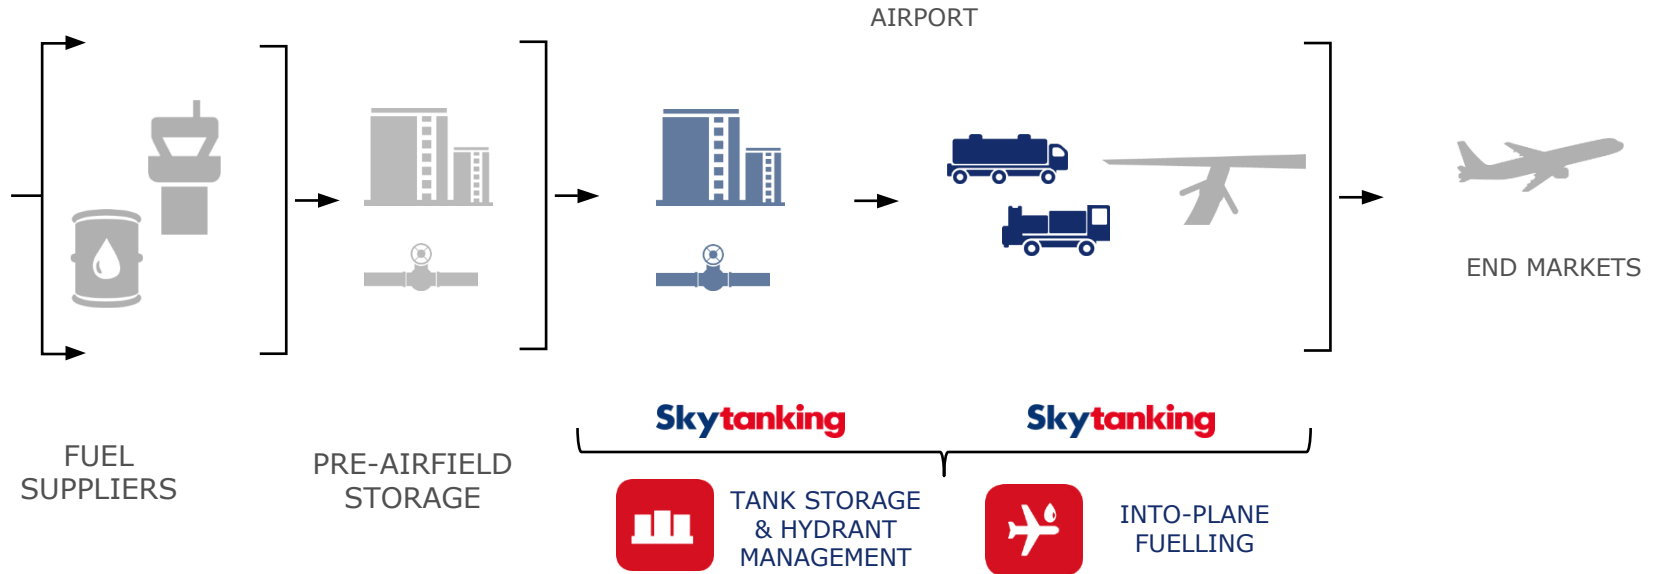 AIRPORT
END MARKETS
Skytanking
Skytanking
FUEL
SUPPLIERS
PRE-AIRFIELD
STORAGE
TANK STORAGE
& HYDRANT
MANAGEMENT
INTO-PLANE
FUELLING